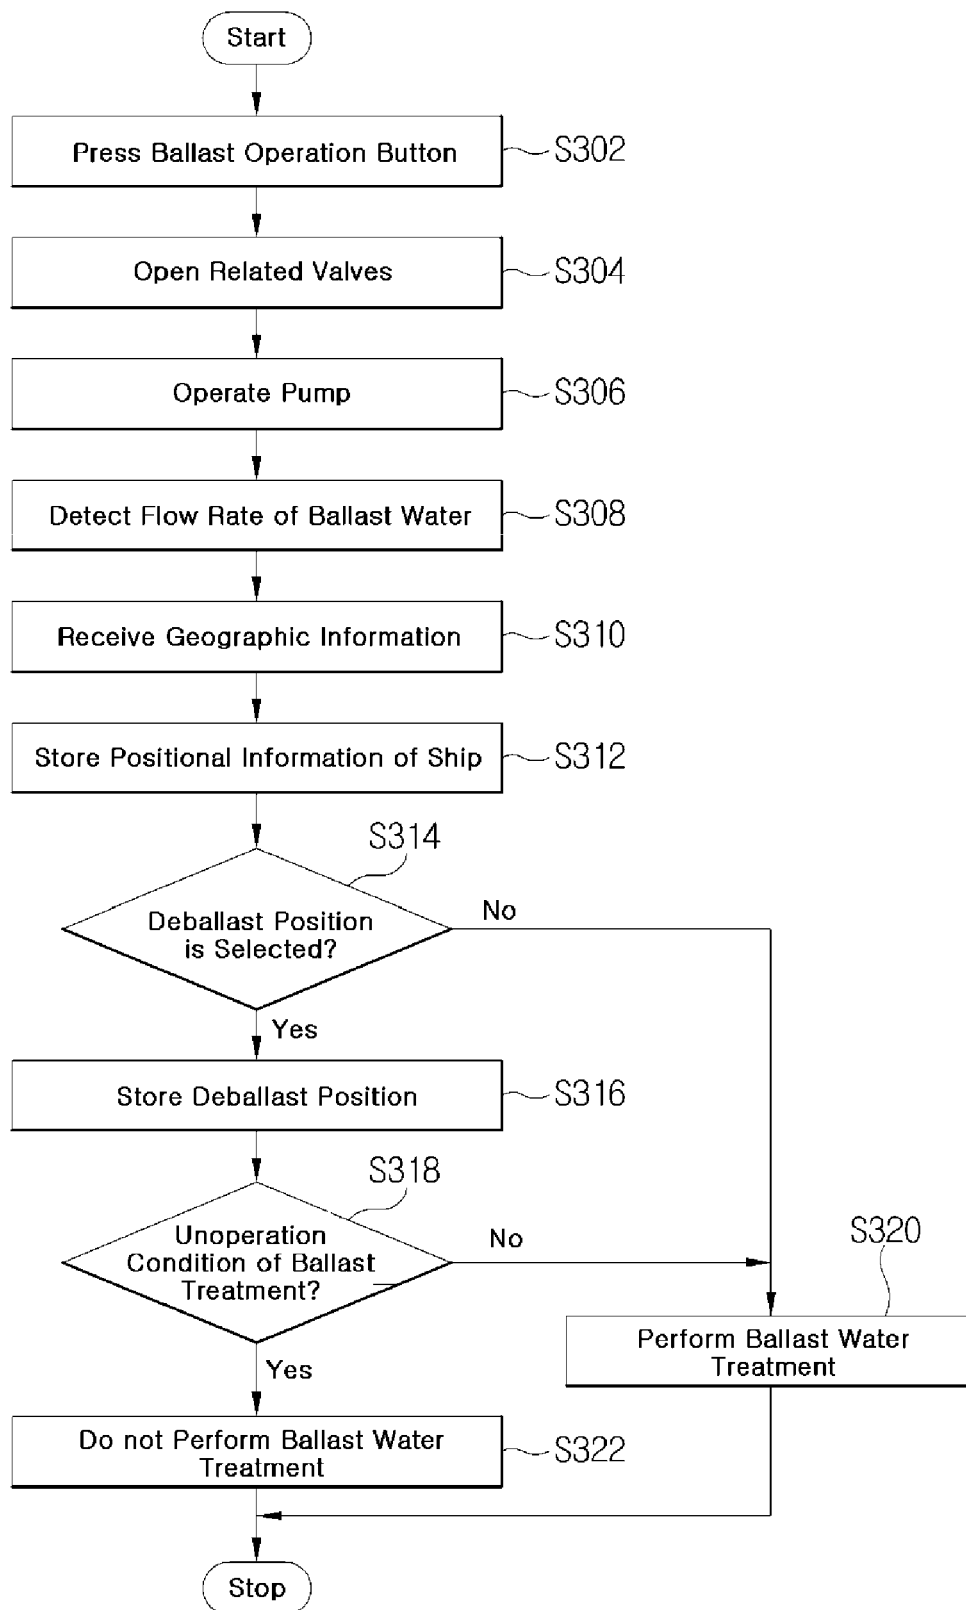 Start
Press Ballast Operation Button
S302
Open Related Valves
S304
Operate Pump
S306
Detect Flow Rate of Ballast Water
S308
Receive Geographic Information
S310
Store Positional Information of Ship
S312
S314
Deballast Position
is Selected?
No
Yes
Store Deballast Position
S316
S318
Unoperation
Condition of Ballast
Treatment?
No
Yes
S320
Perform Ballast Water
Treatment
Do not Perform Ballast Water
Treatment
S322
Stop